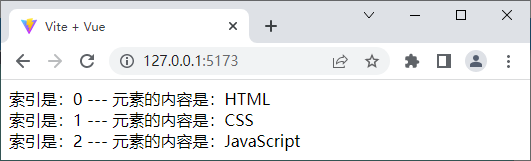 Vite + Vue
127.0.0.1:5173
索引是：0 --- 元素的内容是：HTML
索引是：1 --- 元素的内容是：CSS
索引是：2 --- 元素的内容是：JavaScript